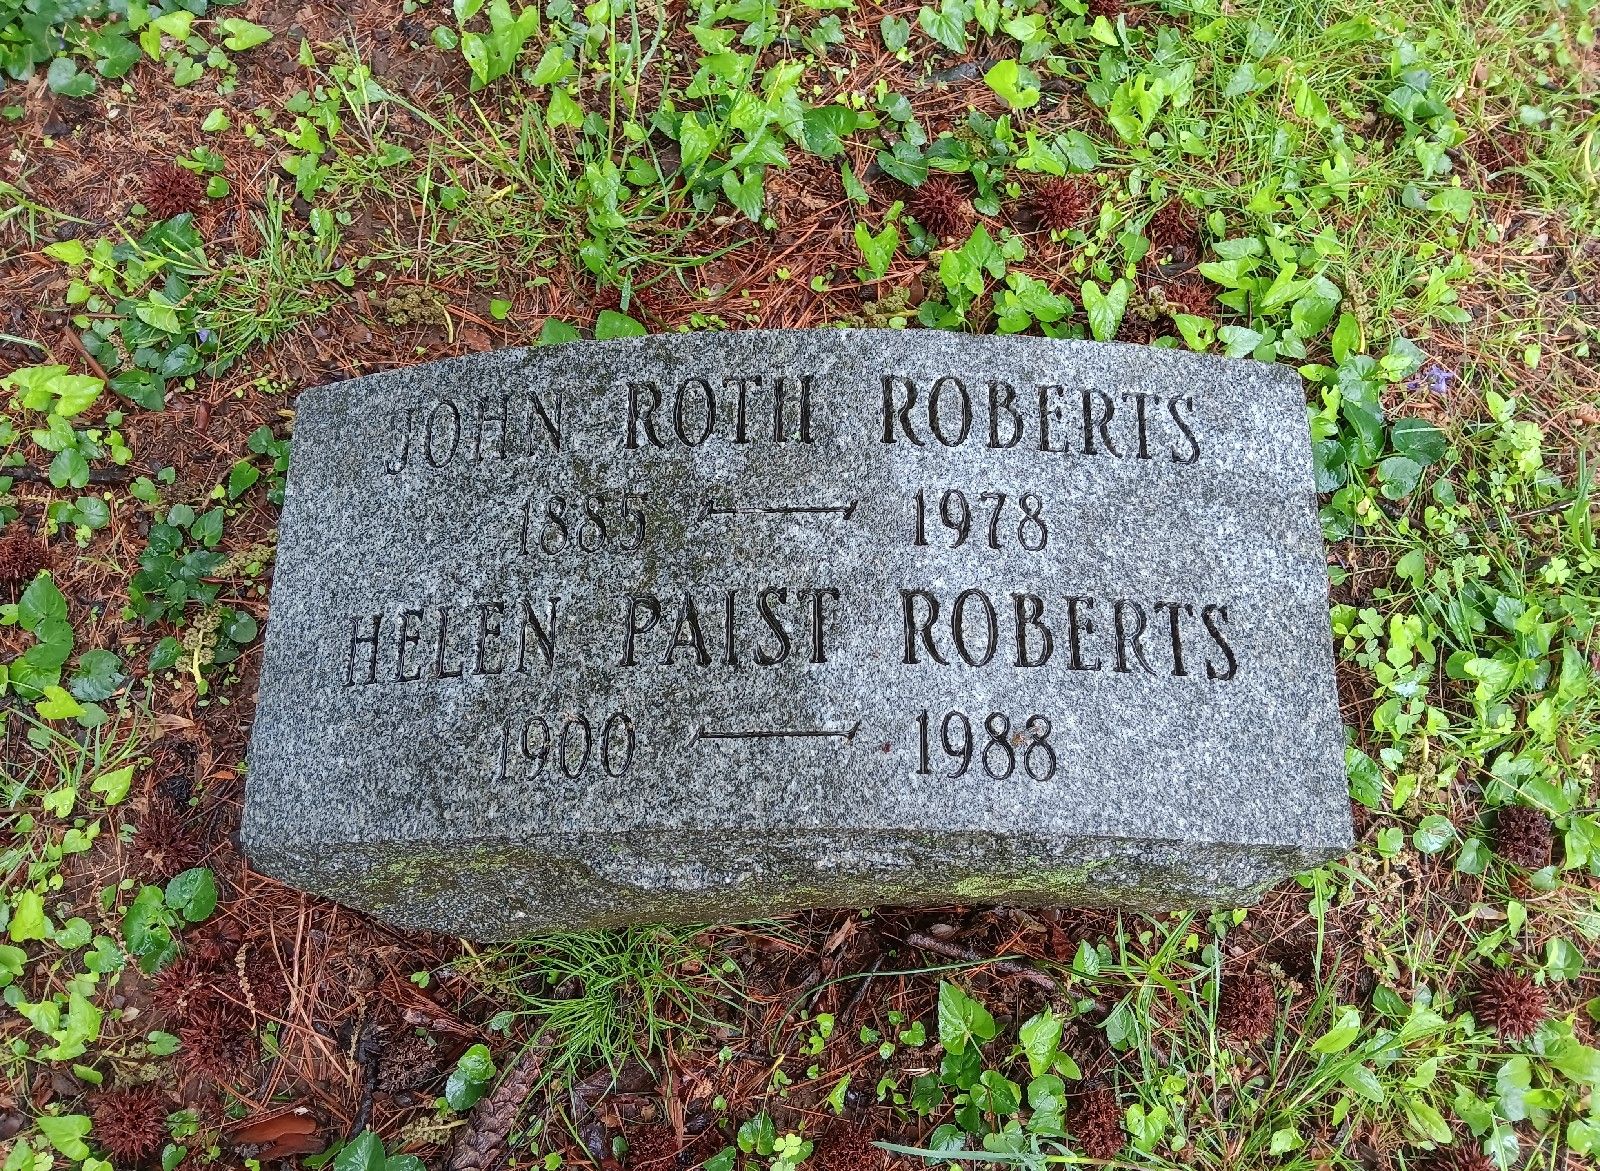 JOHN ROTH ROBERTS
1885 — 1978
HELEN PAIST ROBERTS
1900 — 1988